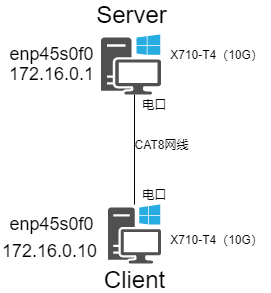 Server
enp45s0f0
172.16.0.1
X710-T4（10G）
电口
CAT8网线
电口
enp45s0f0
172.16.0.10
X710-T4（10G）
Client